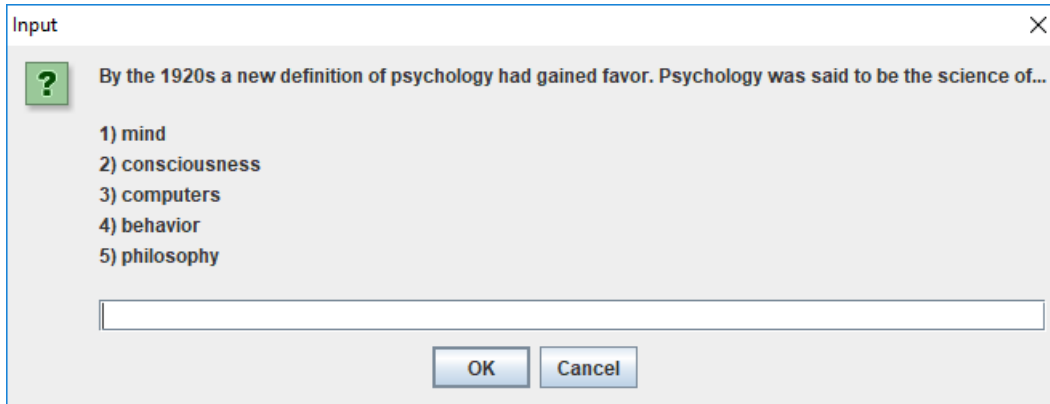 Input
By the 1920s a new definition of psychology had gained favor. Psychology was said to be the science of...
1) mind
2) consciousness
3) computers
4) behavior
5) philosophy
OK
Cancel